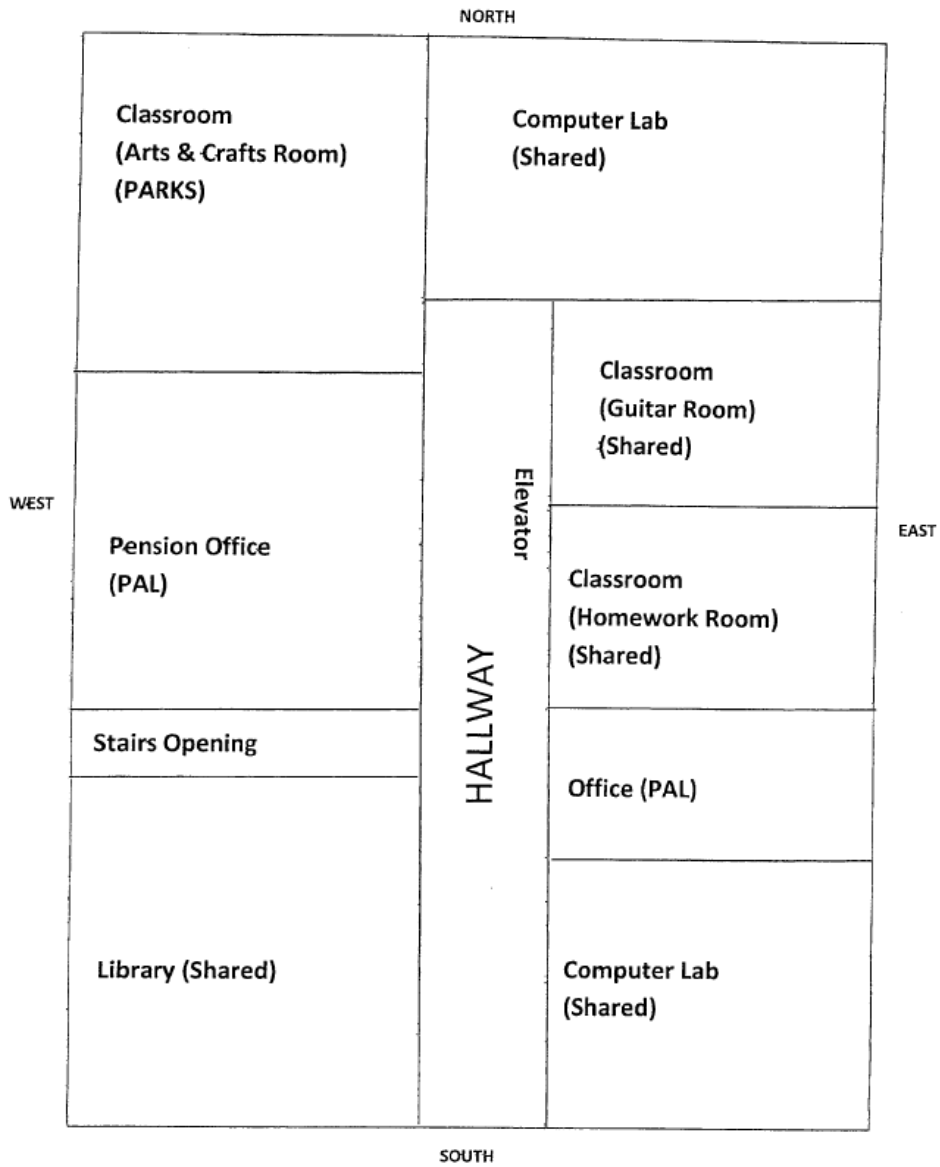 NORTH
Classroom
(Arts & Crafts Room)
(PARKS)
Computer Lab
(Shared)
Classroom
(Guitar Room)
(Shared)
Elevator
WEST
EAST
Pension Office
(PAL)
Classroom
(Homework Room)
(Shared)
HALLWAY
Stairs Opening
Office (PAL)
Library (Shared)
Computer Lab
(Shared)
SOUTH